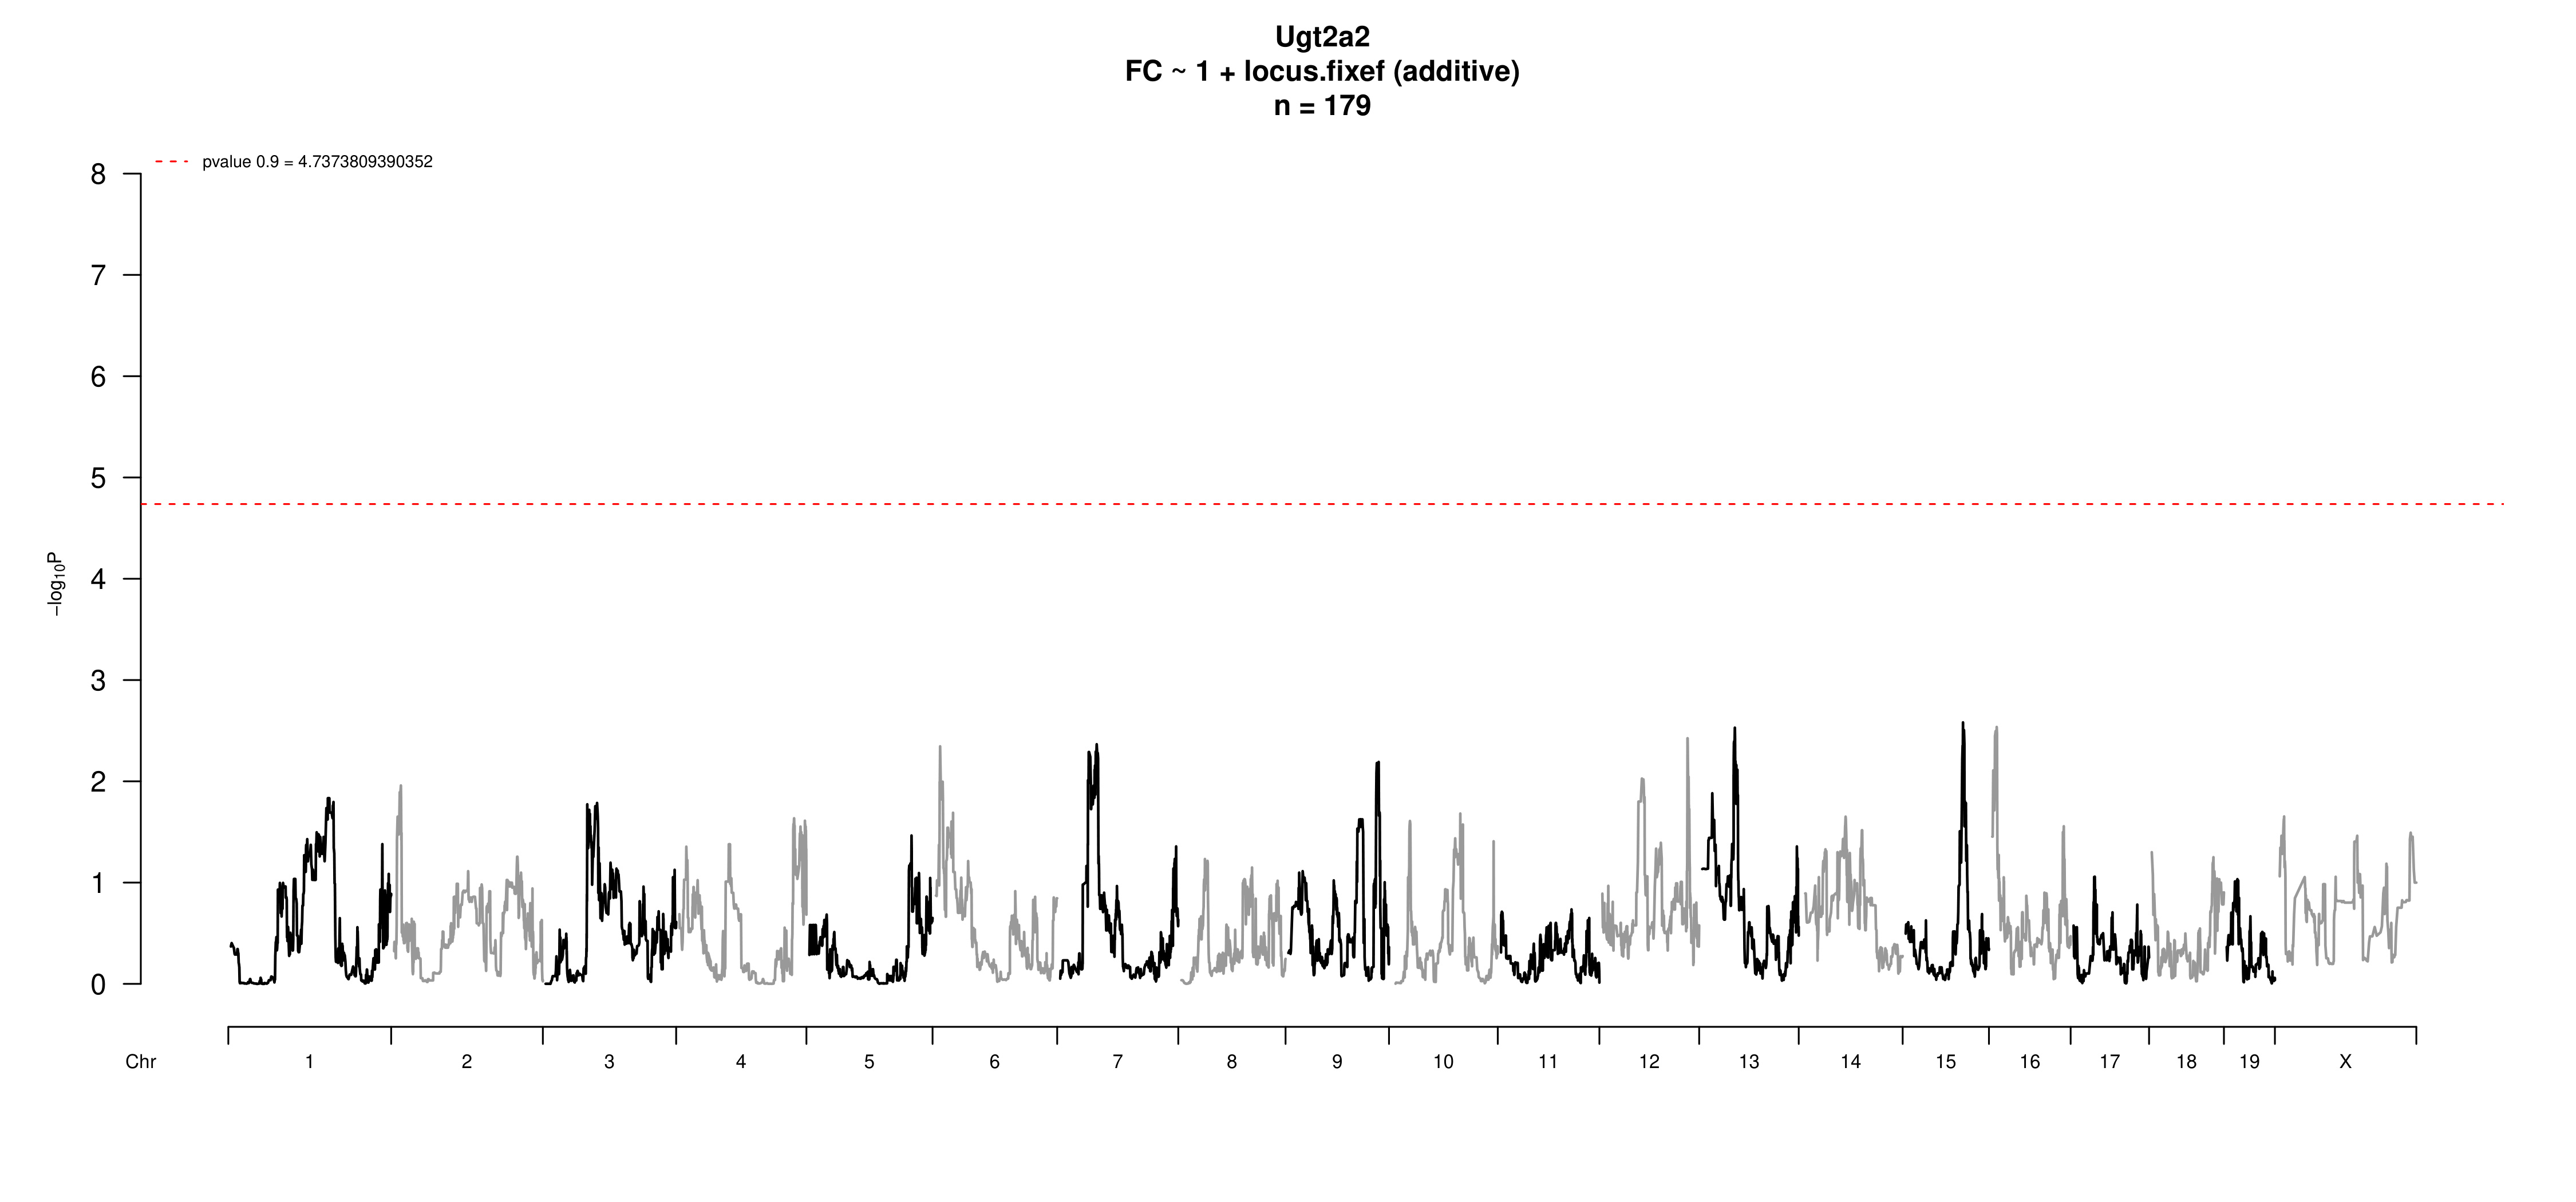 Ugt2a2
FC ~ 1 + locus.fixef (additive)
n = 179
pvalue 0.9 = 4.7373809390352
8
7
6
5
4
3
2
1
0
−log10P
Chr 1 2 3 4 5 6 7 8 9 10 11 12 13 14 15 16 17 18 19 X